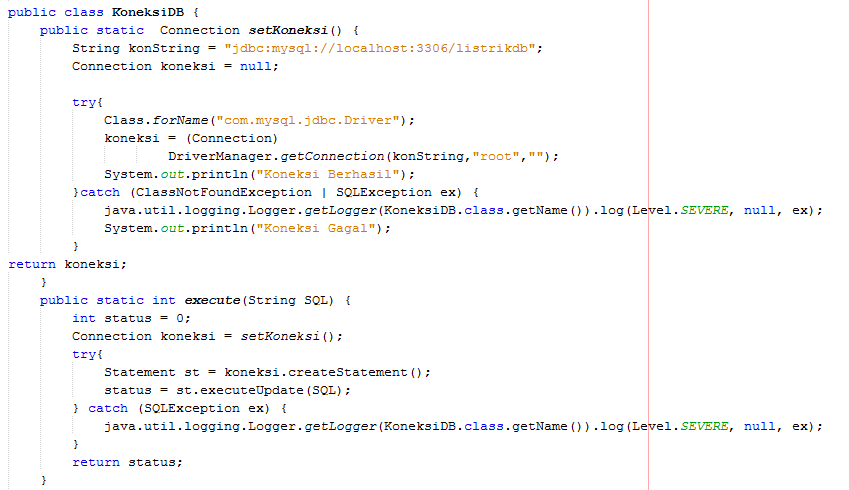 public class KoneksiDB {
    public static  Connection setKoneksi() {
        String konString = "jdbc:mysql://localhost:3306/listrikdb";
        Connection koneksi = null;

        try{
            Class.forName("com.mysql.jdbc.Driver");
            koneksi = (Connection)
                    DriverManager.getConnection(konString,"root","");
            System.out.println("Koneksi Berhasil");
        }catch (ClassNotFoundException | SQLException ex) {
            java.util.logging.Logger.getLogger(KoneksiDB.class.getName()).log(Level.SEVERE, null, ex);
            System.out.println("Koneksi Gagal");
        }
return koneksi;
    }
    public static int execute(String SQL) {
        int status = 0;
        Connection koneksi = setKoneksi();
        try{
            Statement st = koneksi.createStatement();
            status = st.executeUpdate(SQL);
        } catch (SQLException ex) {
            java.util.logging.Logger.getLogger(KoneksiDB.class.getName()).log(Level.SEVERE, null, ex);
        }
        return status;
    }